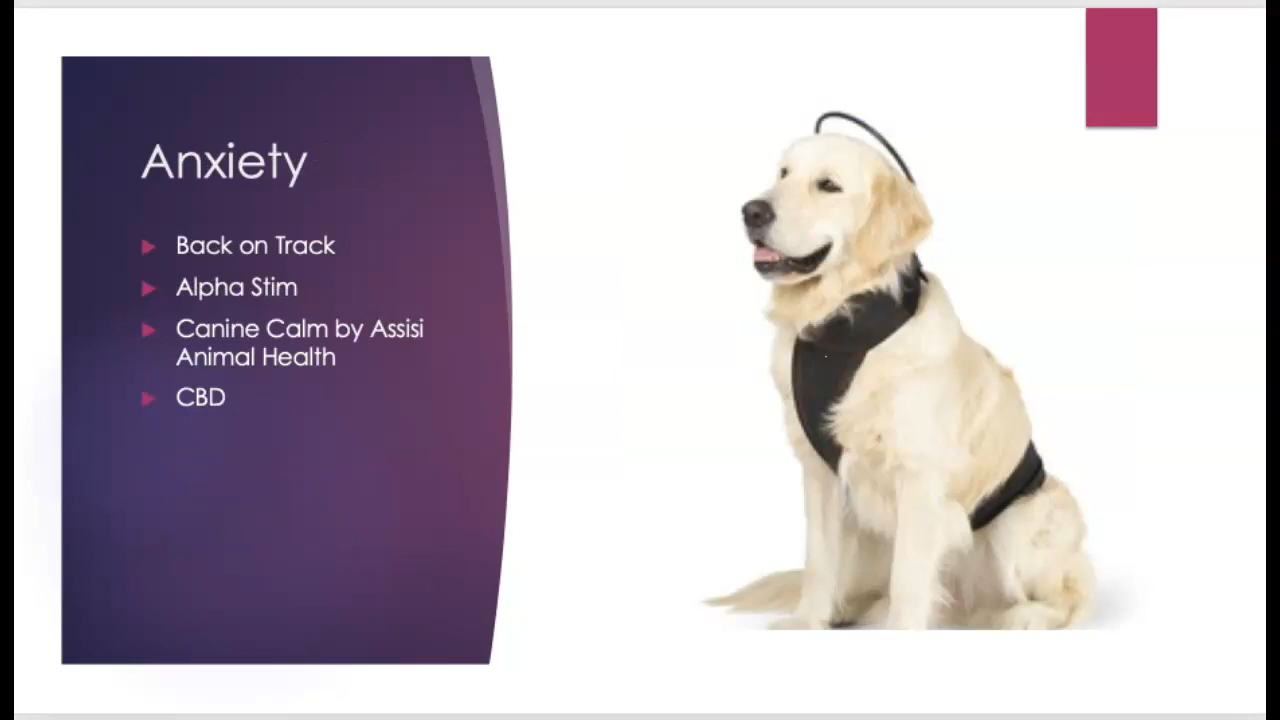 Anxiety
Back on Track
Alpha Stim
Canine Calm by Assisi
Animal Health
CBD